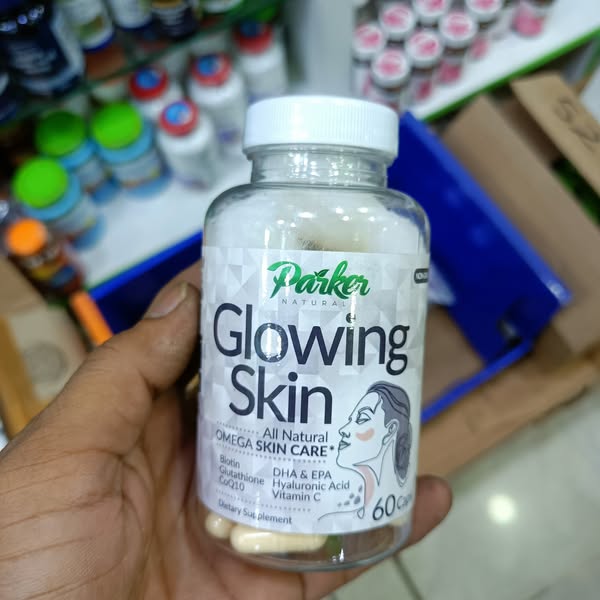 Parker
NATURAL
Glowing
Skin
All Natural
OMEGA SKIN CARE*
Biotin
Glutathione
CoQ10
DHA & EPA
Hyaluronic Acid
Vitamin C
60 Caps
Dietary Supplement